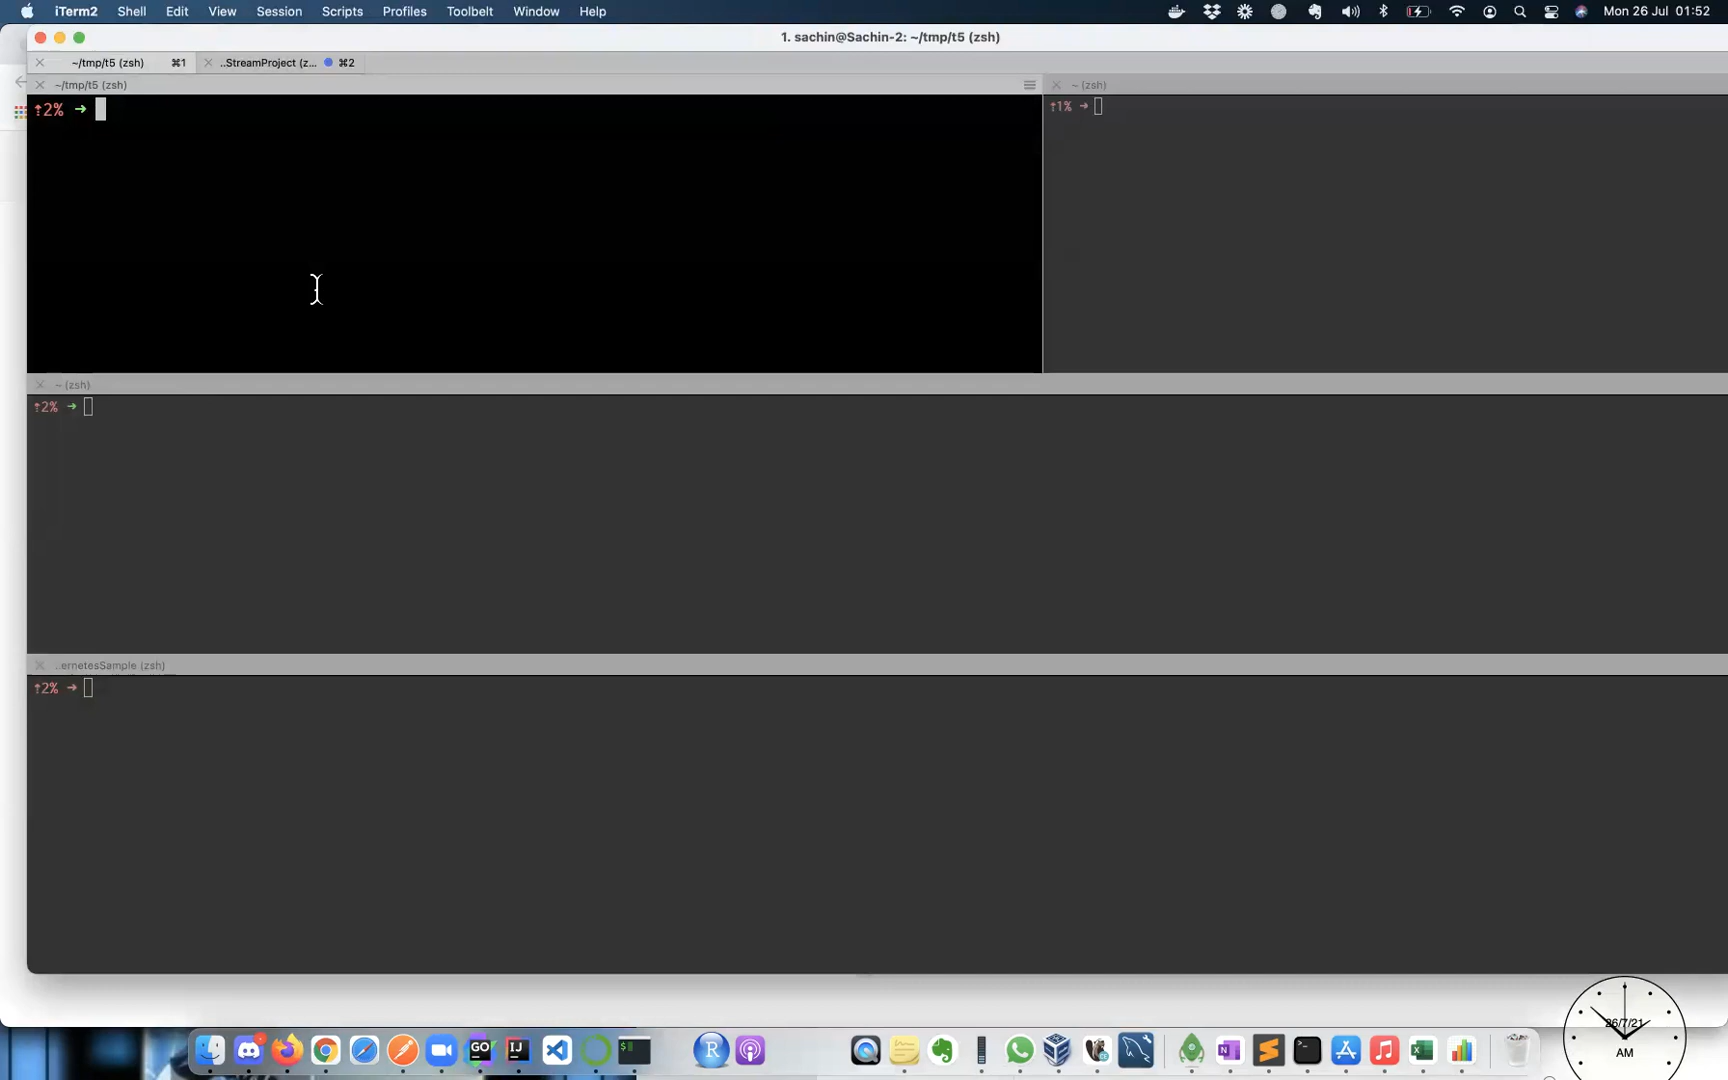 iTerm2 Shell Edit View Session Scripts Profiles Toolbelt Window Help Mon 26 Jul 01:52
1. sachin@Sachin-2: ~/tmp/t5 (zsh)
~/tmp/t5 (zsh) ⌘1 ..StreamProject (z... ⌘2
~/tmp/t5 (zsh) ~ (zsh)
↑2% ➜ ↑1% ➜
~ (zsh)
↑2% ➜
..ernetesSample (zsh)
↑2% ➜
26/7/21
AM
GO IJ $ R